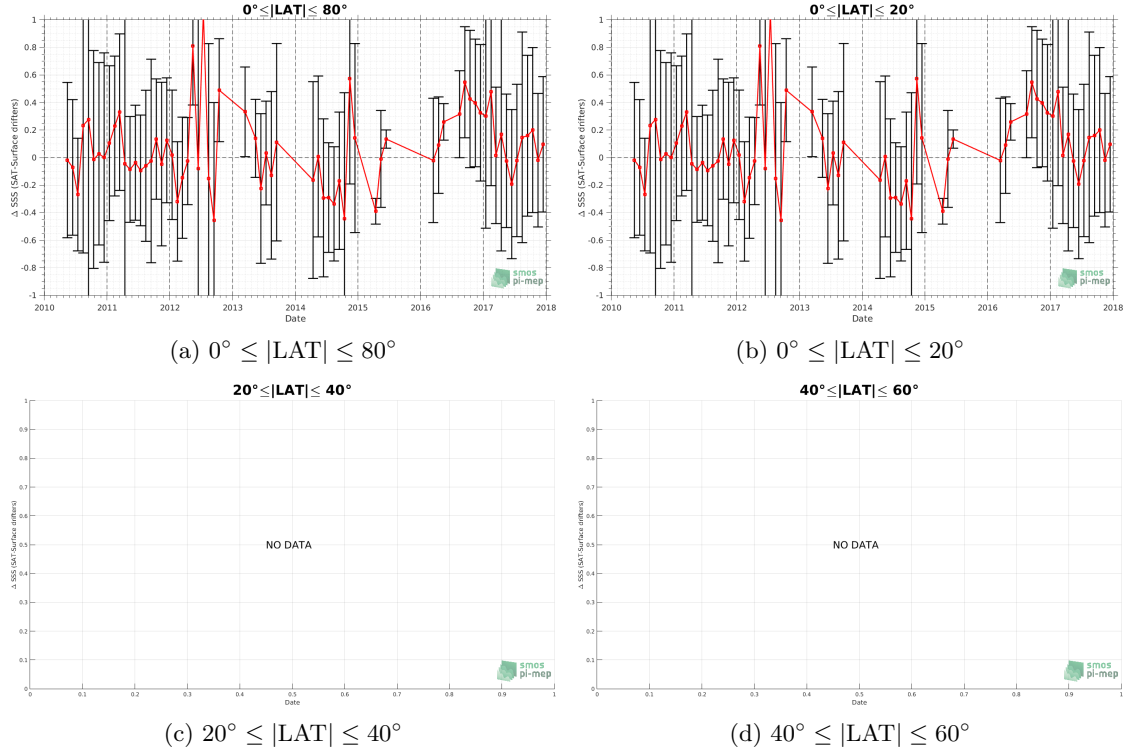 0°≤|LAT|≤ 80°
1
0.8
0.6
0.4
0.2
0
-0.2
-0.4
-0.6
-0.8
-1
Δ SSS (SAT-Surface drifters)
2010 2011 2012 2013 2014 2015 2016 2017 2018
Date
smos
pi-mep
(a) 0° ≤ |LAT| ≤ 80°
0°≤|LAT|≤ 20°
1
0.8
0.6
0.4
0.2
0
-0.2
-0.4
-0.6
-0.8
-1
Δ SSS (SAT-Surface drifters)
2010 2011 2012 2013 2014 2015 2016 2017 2018
Date
smos
pi-mep
(b) 0° ≤ |LAT| ≤ 20°
20°≤|LAT|≤ 40°
1
0.9
0.8
0.7
0.6
0.5
0.4
0.3
0.2
0.1
0
Δ SSS (SAT-Surface drifters)
NO DATA
0 0.1 0.2 0.3 0.4 0.5 0.6 0.7 0.8 0.9 1
Date
smos
pi-mep
(c) 20° ≤ |LAT| ≤ 40°
40°≤|LAT|≤ 60°
1
0.9
0.8
0.7
0.6
0.5
0.4
0.3
0.2
0.1
0
Δ SSS (SAT-Surface drifters)
NO DATA
0 0.1 0.2 0.3 0.4 0.5 0.6 0.7 0.8 0.9 1
Date
smos
pi-mep
(d) 40° ≤ |LAT| ≤ 60°